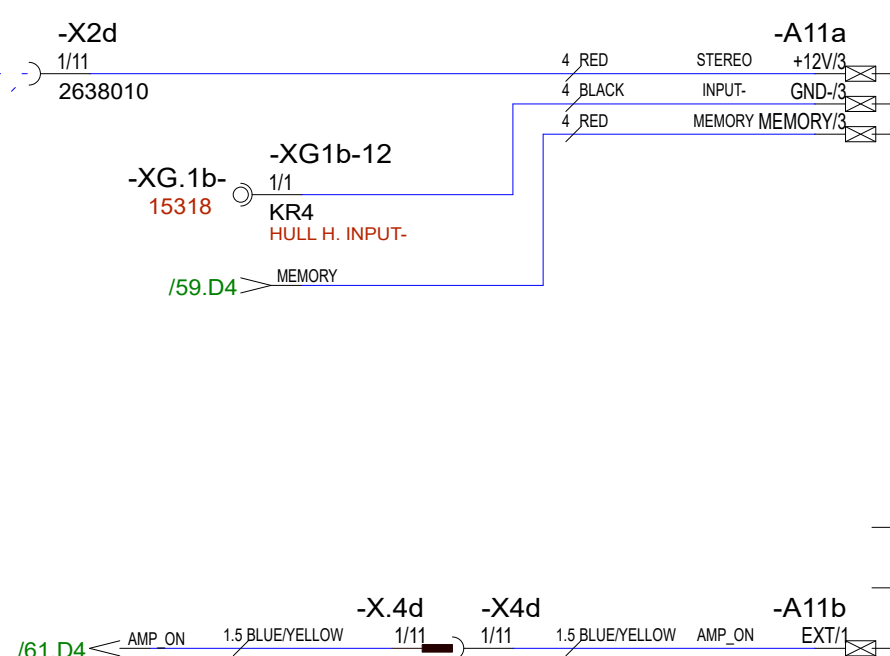 -X2d
-A11a
1/11
4 RED
STEREO
+12V/3
2638010
4 BLACK
INPUT-
GND-/3
4 RED
MEMORY
MEMORY/3
-XG1b-12
-XG.1b-
1/1
15318
KR4
HULL H. INPUT-
/59.D4
MEMORY
-X.4d
-X4d
-A11b
/61.D4
AMP_ON
1.5 BLUE/YELLOW
1/11
1/11
1.5 BLUE/YELLOW
AMP_ON
EXT/1